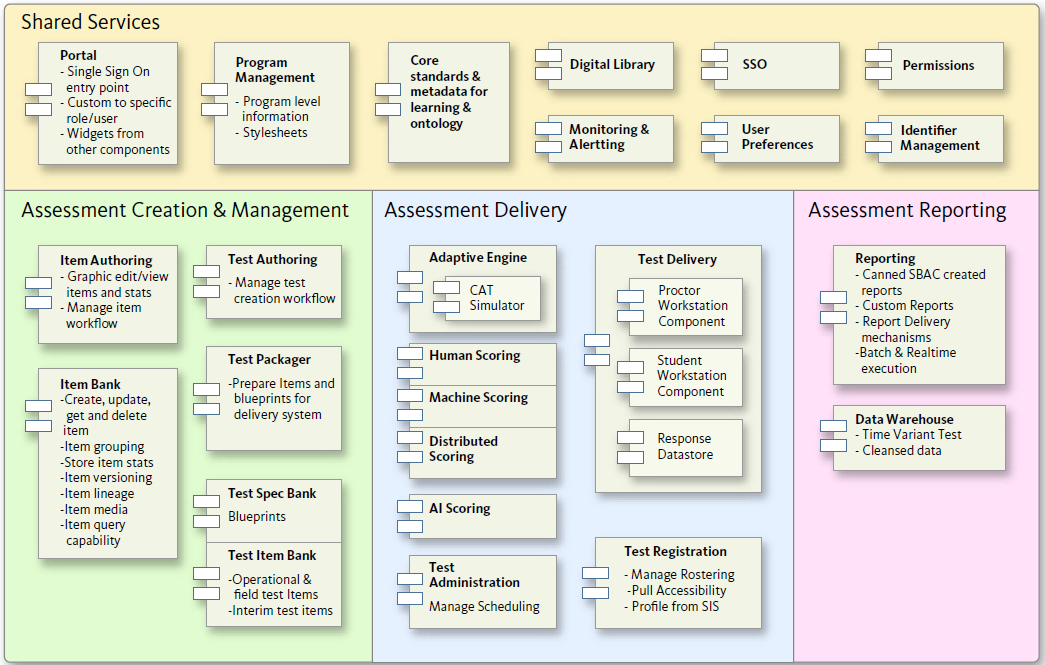 Shared Services
Portal
- Single Sign On
entry point
- Custom to specific
role/user
- Widgets from
other components
Program
Management
- Program level
information
- Stylesheets
Core
standards &
metadata for
learning &
ontology
Digital Library
SSO
Permissions
Monitoring &
Alertting
User
Preferences
Identifier
Management
Assessment Creation & Management
Item Authoring
- Graphic edit/view
items and stats
- Manage item
workflow
Test Authoring
- Manage test
creation workflow
Item Bank
-Create, update,
get and delete
item
-Item grouping
-Store item stats
-Item versioning
-Item lineage
-Item media
-Item query
capability
Test Packager
-Prepare Items and
blueprints for
delivery system
Test Spec Bank
Blueprints
Test Item Bank
-Operational &
field test Items
-Interim test items
Assessment Delivery
Adaptive Engine
CAT
Simulator
Human Scoring
Machine Scoring
Distributed
Scoring
AI Scoring
Test
Administration
Manage Scheduling
Test Delivery
Proctor
Workstation
Component
Student
Workstation
Component
Response
Datastore
Test Registration
- Manage Rostering
-Pull Accessibility
- Profile from SIS
Assessment Reporting
Reporting
- Canned SBAC created
reports
- Custom Reports
- Report Delivery
mechanisms
-Batch & Realtime
execution
Data Warehouse
- Time Variant Test
- Cleansed data